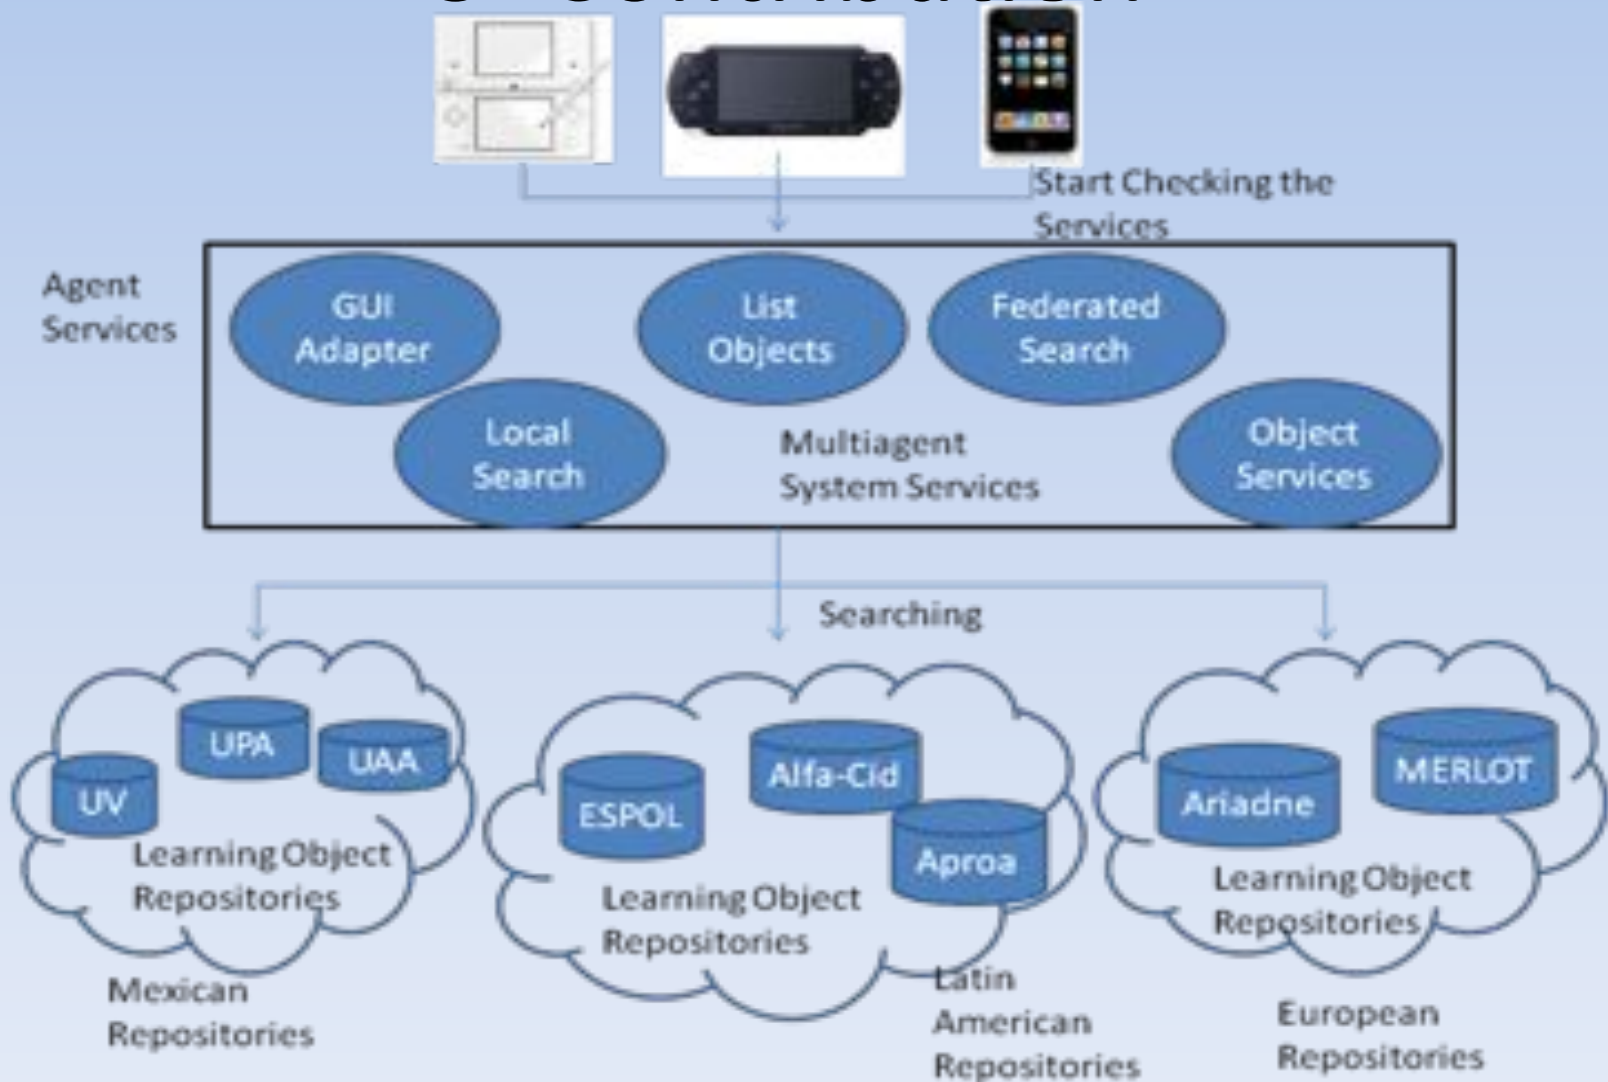 Start Checking the
Services
Agent
Services
GUI
Adapter
List
Objects
Federated
Search
Local
Search
Multiagent
System Services
Object
Services
Searching
UV
UPA
UAA
Learning Object
Repositories
Mexican
Repositories
ESPOL
Alfa-Cid
Aproa
Learning Object
Repositories
Latin
American
Repositories
Ariadne
MERLOT
Learning Object
Repositories
European
Repositories